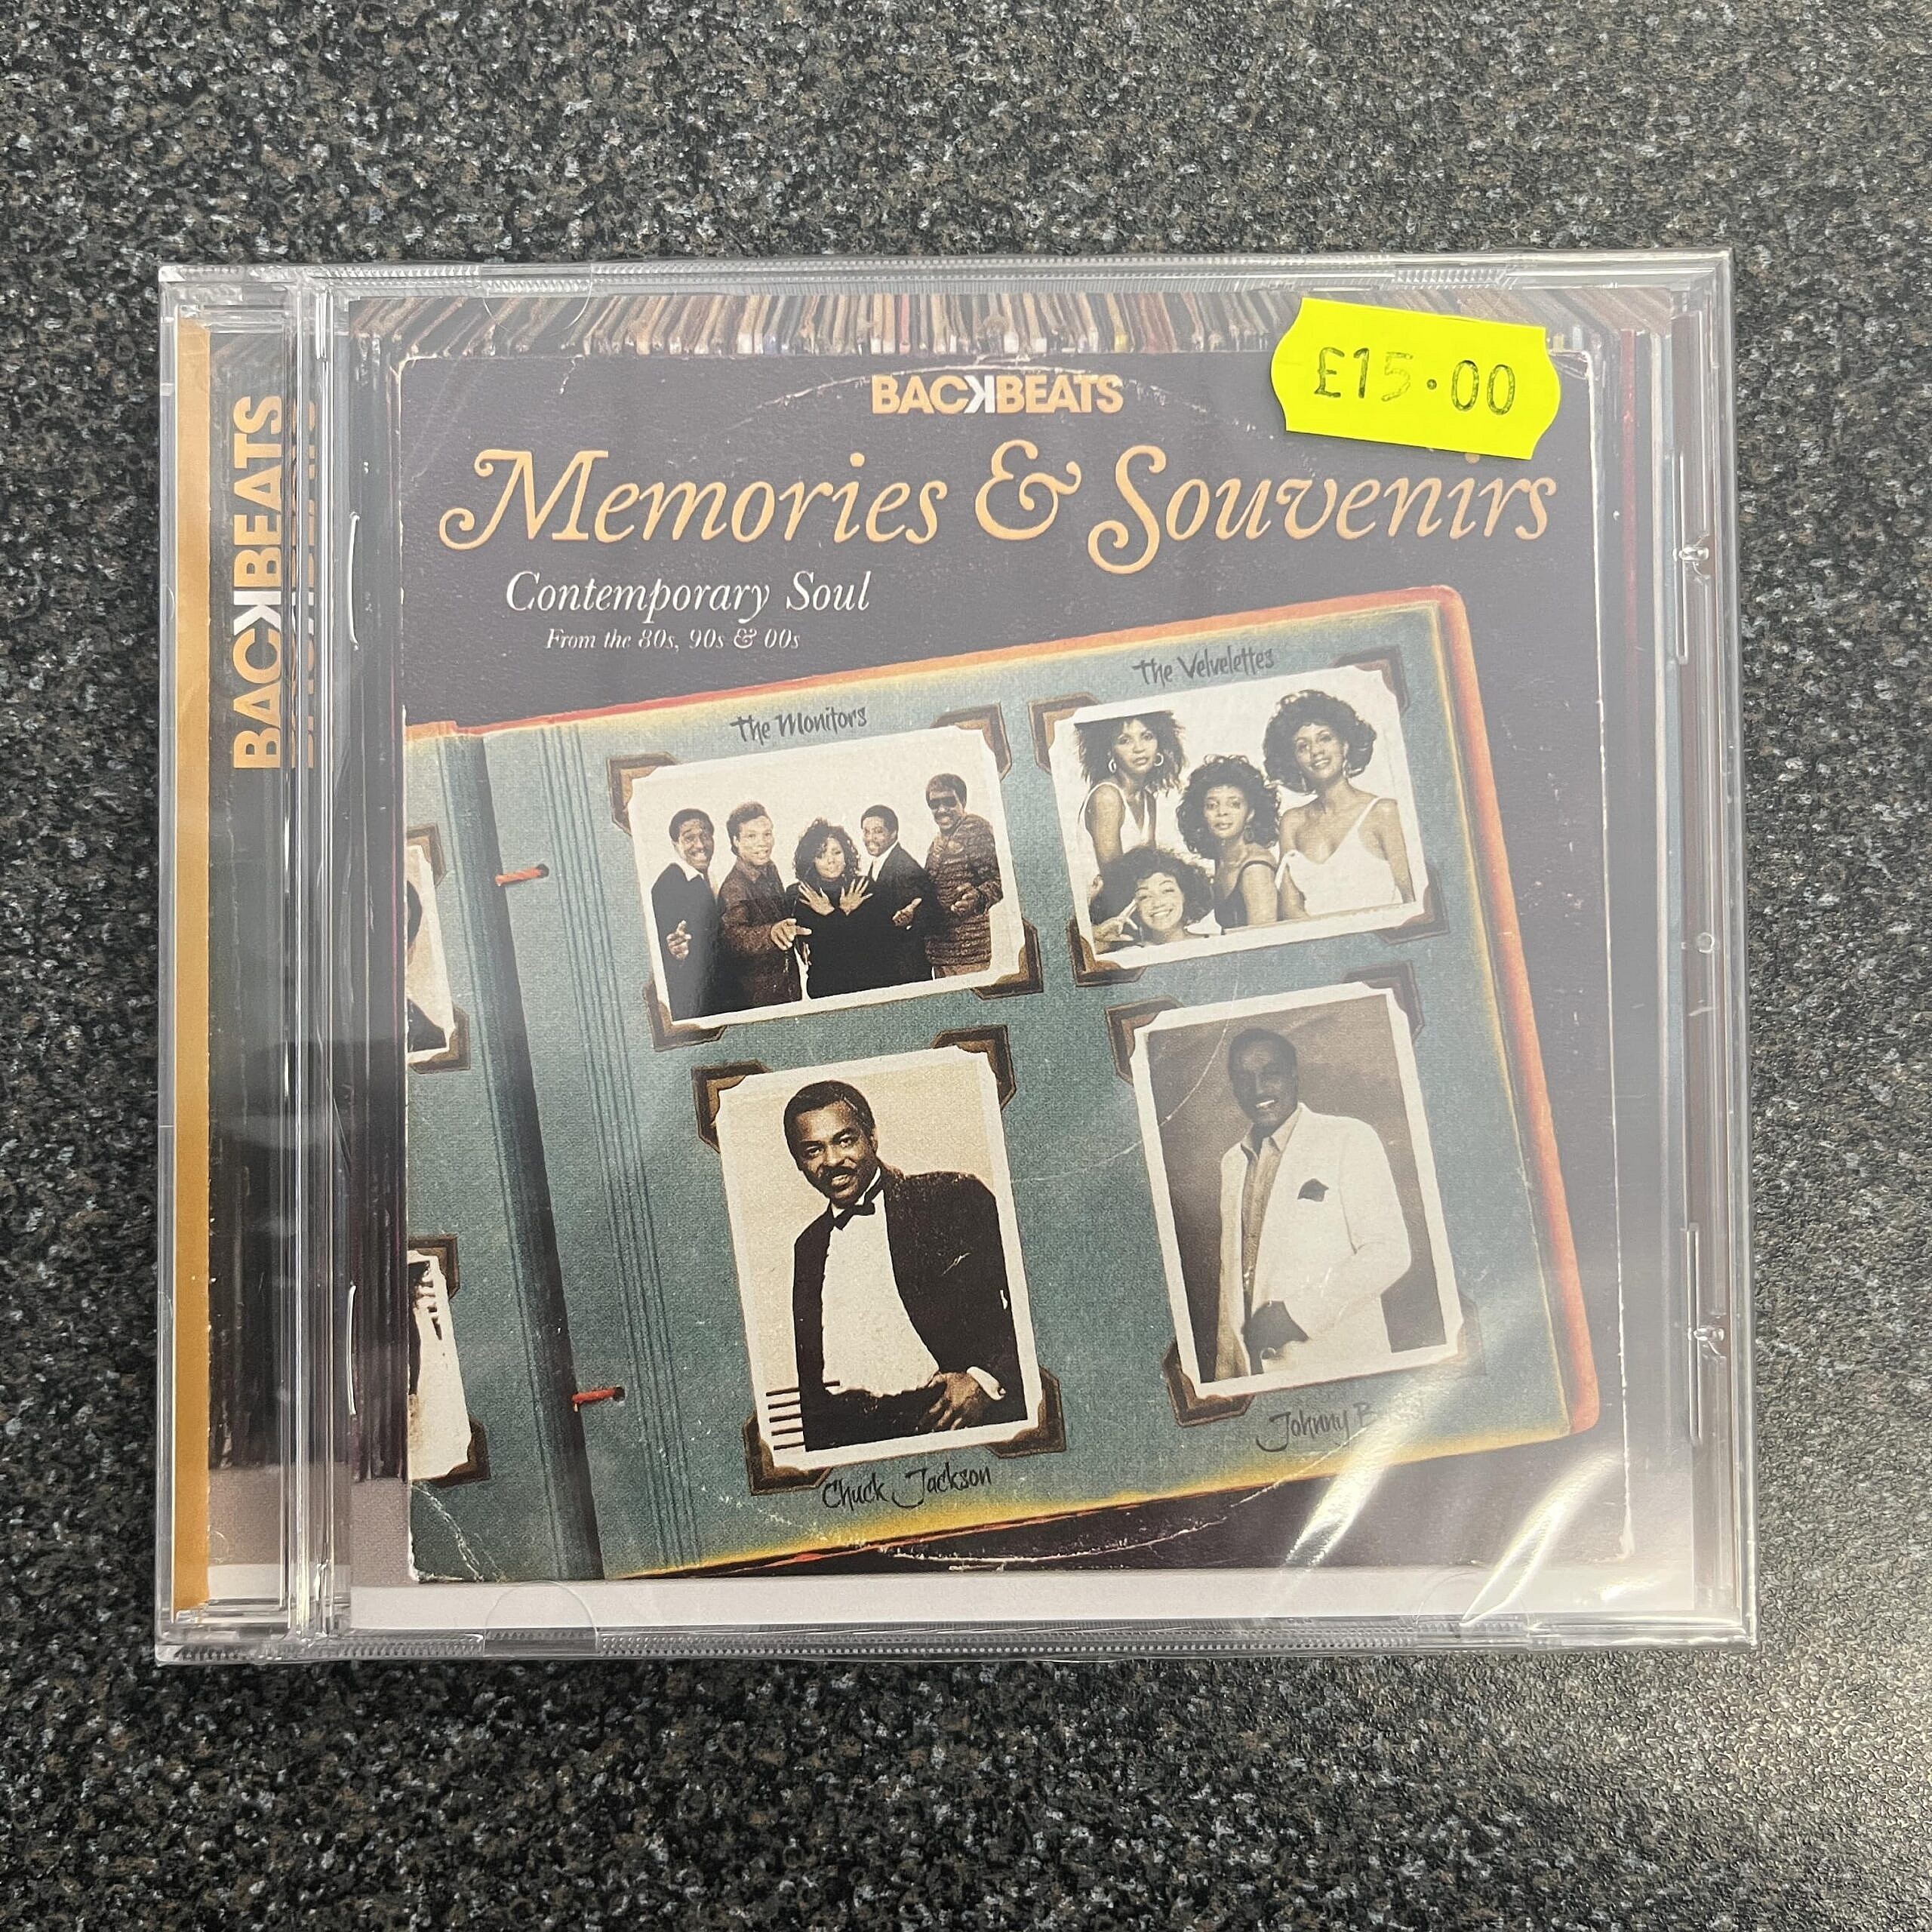 £15.00
BACKBEATS
BACKBEATS
Memories & Souvenirs
Contemporary Soul
From the 80s, 90s & 00s
The Monitors
The Velvelettes
Chuck Jackson
Johnny